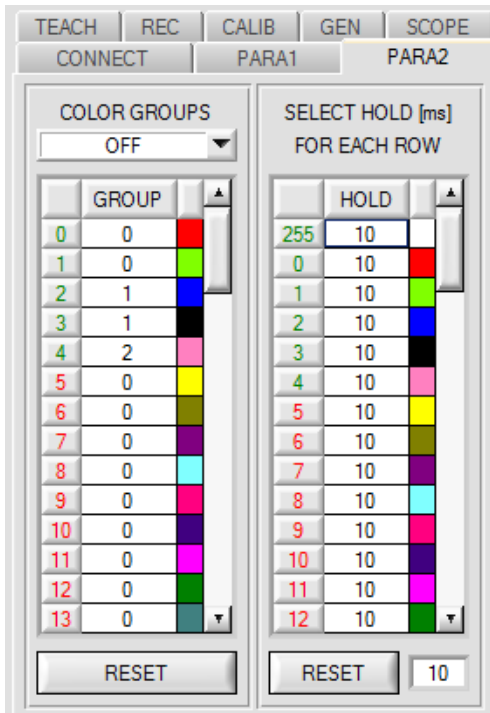 TEACH REC CALIB GEN SCOPE
CONNECT PARA1 PARA2
COLOR GROUPS
OFF
GROUP
0 0
1 0
2 1
3 1
4 2
5 0
6 0
7 0
8 0
9 0
10 0
11 0
12 0
13 0
RESET
SELECT HOLD [ms]
FOR EACH ROW
HOLD
255 10
0 10
1 10
2 10
3 10
4 10
5 10
6 10
7 10
8 10
9 10
10 10
11 10
12 10
RESET 10